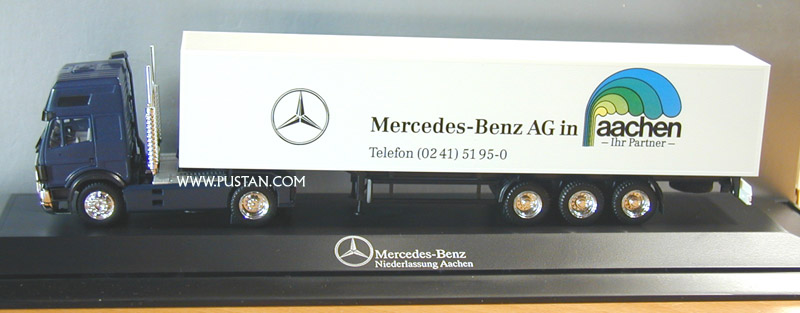 Mercedes-Benz AG in aachen
– Ihr Partner –
Telefon (02 41) 51 95-0
WWW.PUSTAN.COM
Mercedes-Benz
Niederlassung Aachen